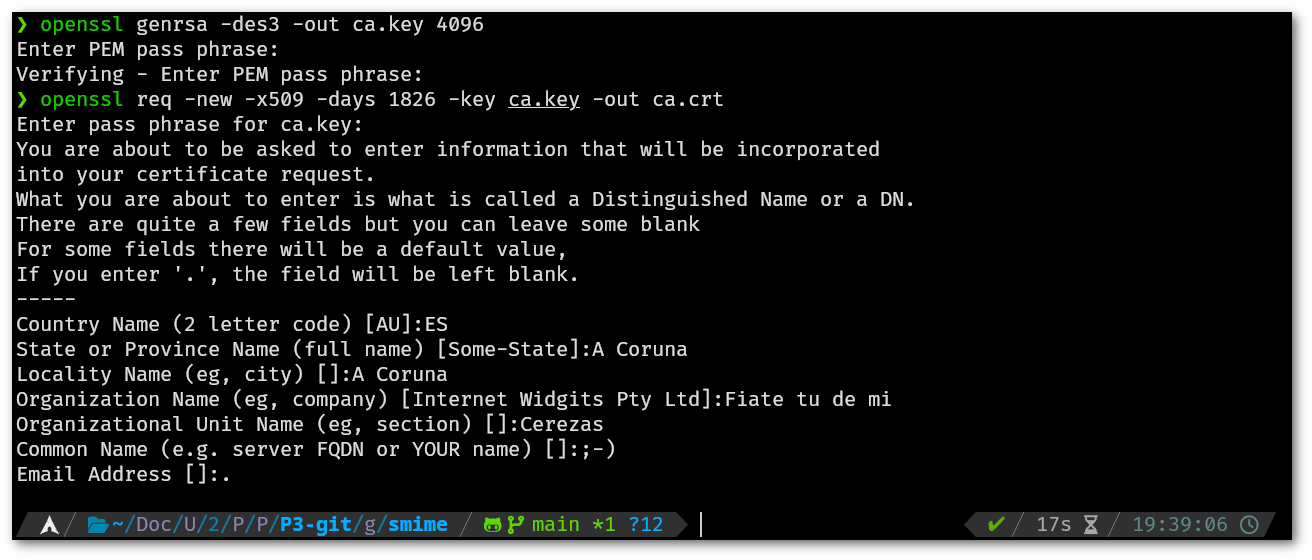 ❯ openssl genrsa -des3 -out ca.key 4096
Enter PEM pass phrase:
Verifying - Enter PEM pass phrase:
❯ openssl req -new -x509 -days 1826 -key ca.key -out ca.crt
Enter pass phrase for ca.key:
You are about to be asked to enter information that will be incorporated
into your certificate request.
What you are about to enter is what is called a Distinguished Name or a DN.
There are quite a few fields but you can leave some blank
For some fields there will be a default value,
If you enter '.', the field will be left blank.
-----
Country Name (2 letter code) [AU]:ES
State or Province Name (full name) [Some-State]:A Coruna
Locality Name (eg, city) []:A Coruna
Organization Name (eg, company) [Internet Widgits Pty Ltd]:Fiate tu de mi
Organizational Unit Name (eg, section) []:Cerezas
Common Name (e.g. server FQDN or YOUR name) []:;-)
Email Address []:.
~/Doc/U/2/P/P/P3-git/g/smime main *1 ?12 ✔ 17s 19:39:06